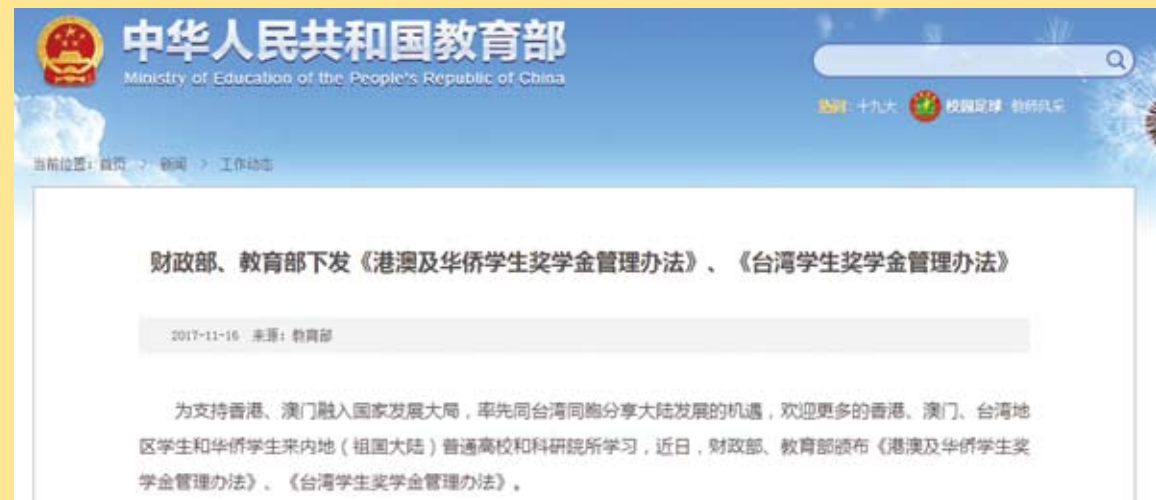 中华人民共和国教育部
Ministry of Education of the People's Republic of China
热词: 十九大 校园足球 教师风采
当前位置: 首页 > 新闻 > 工作动态
财政部、教育部下发《港澳及华侨学生奖学金管理办法》、《台湾学生奖学金管理办法》
2017-11-16 来源: 教育部
为支持香港、澳门融入国家发展大局，率先同台湾同胞分享大陆发展的机遇，欢迎更多的香港、澳门、台湾地
区学生和华侨学生来内地（祖国大陆）普通高校和科研院所学习，近日，财政部、教育部颁布《港澳及华侨学生奖
学金管理办法》、《台湾学生奖学金管理办法》。